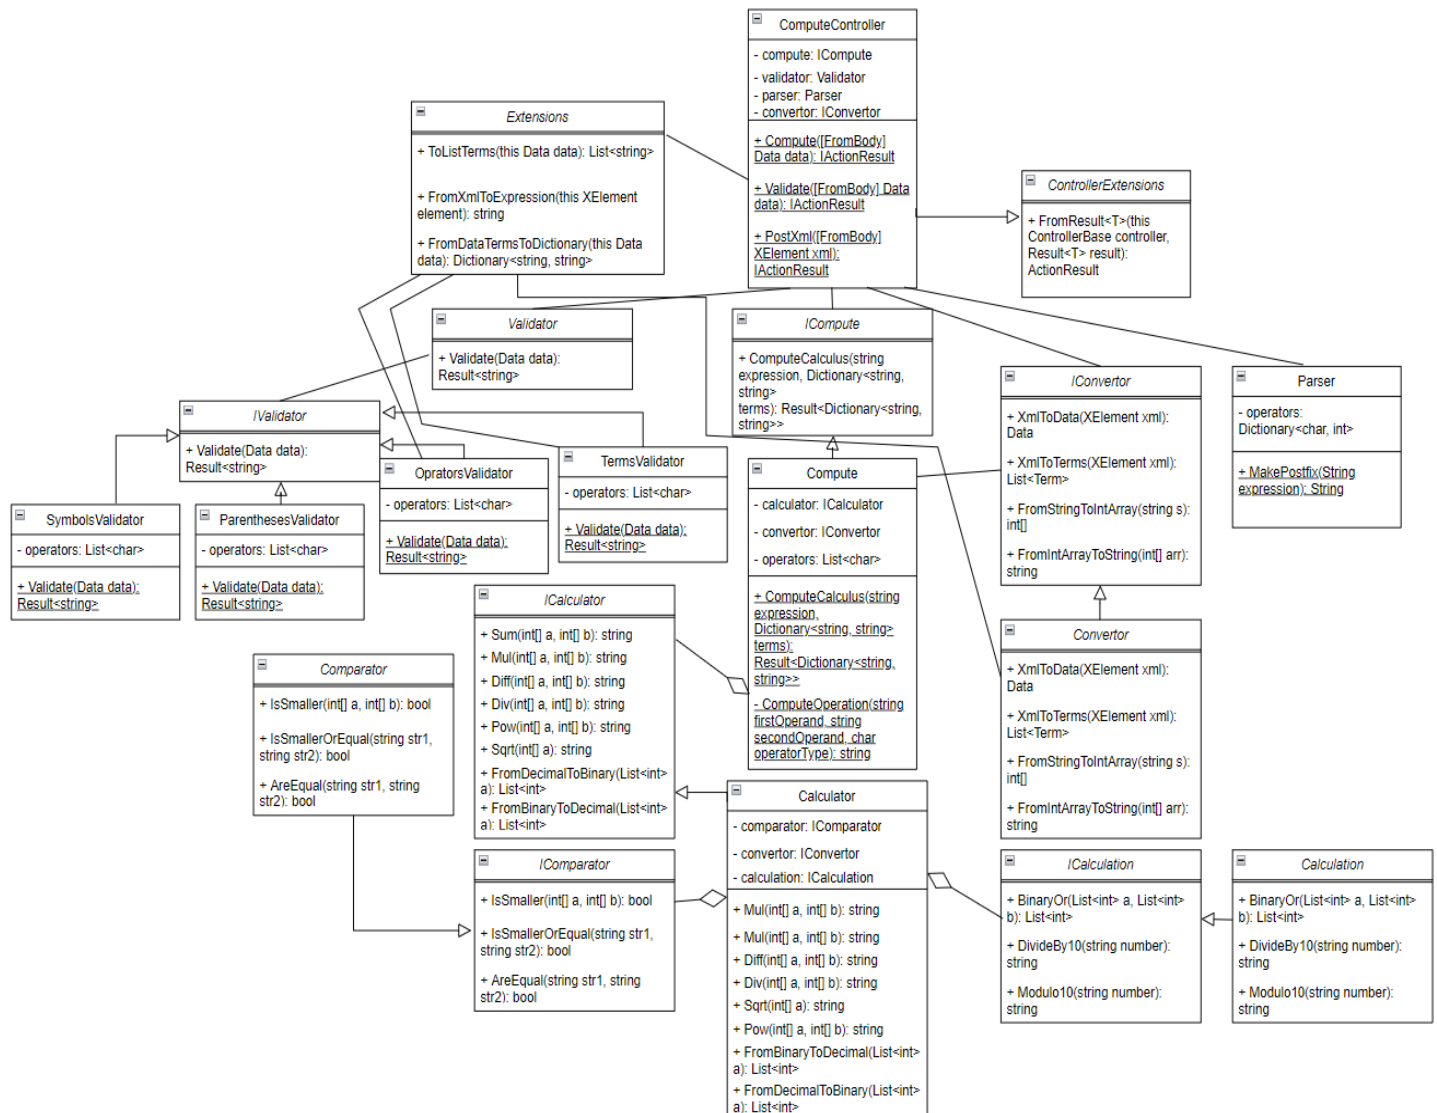 ComputeController
- compute: ICompute
- validator: Validator
- parser: Parser
- convertor: IConvertor
+ Compute([FromBody]
Data data): IActionResult
+ Validate([FromBody] Data
data): IActionResult
+ PostXml([FromBody]
XElement xml):
IActionResult
Extensions
+ ToListTerms(this Data data): List<string>
+ FromXmlToExpression(this XElement
element): string
+ FromDataTermsToDictionary(this Data
data): Dictionary<string, string>
ControllerExtensions
+ FromResult<T>(this
ControllerBase controller,
Result<T> result):
ActionResult
Validator
+ Validate(Data data):
Result<string>
ICompute
+ ComputeCalculus(string
expression, Dictionary<string,
string>
terms): Result<Dictionary<string,
string>>
IConvertor
+ XmlToData(XElement xml):
Data
+ XmlToTerms(XElement xml):
List<Term>
+ FromStringToIntArray(string s):
int[]
+ FromIntArrayToString(int[] arr):
string
Parser
- operators:
Dictionary<char, int>
+ MakePostfix(String
expression): String
IValidator
+ Validate(Data data):
Result<string>
OpratorsValidator
- operators: List<char>
+ Validate(Data data):
Result<string>
TermsValidator
- operators: List<char>
+ Validate(Data data):
Result<string>
SymbolsValidator
- operators: List<char>
+ Validate(Data data):
Result<string>
ParenthesesValidator
- operators: List<char>
+ Validate(Data data):
Result<string>
Compute
- calculator: ICalculator
- convertor: IConvertor
- operators: List<char>
+ ComputeCalculus(string
expression,
Dictionary<string, string>
terms):
Result<Dictionary<string,
string>>
- ComputeOperation(string
firstOperand, string
secondOperand, char
operatorType): string
ICalculator
+ Sum(int[] a, int[] b): string
+ Mul(int[] a, int[] b): string
+ Diff(int[] a, int[] b): string
+ Div(int[] a, int[] b): string
+ Pow(int[] a, int[] b): string
+ Sqrt(int[] a): string
+ FromDecimalToBinary(List<int>
a): List<int>
+ FromBinaryToDecimal(List<int>
a): List<int>
Convertor
+ XmlToData(XElement xml):
Data
+ XmlToTerms(XElement xml):
List<Term>
+ FromStringToIntArray(string s):
int[]
+ FromIntArrayToString(int[] arr):
string
Comparator
+ IsSmaller(int[] a, int[] b): bool
+ IsSmallerOrEqual(string str1,
string str2): bool
+ AreEqual(string str1, string
str2): bool
Calculator
- comparator: IComparator
- convertor: IConvertor
- calculation: ICalculation
+ Mul(int[] a, int[] b): string
+ Mul(int[] a, int[] b): string
+ Diff(int[] a, int[] b): string
+ Div(int[] a, int[] b): string
+ Sqrt(int[] a): string
+ Pow(int[] a, int[] b): string
+ FromBinaryToDecimal(List<int>
a): List<int>
+ FromDecimalToBinary(List<int>
a): List<int>
IComparator
+ IsSmaller(int[] a, int[] b): bool
+ IsSmallerOrEqual(string str1,
string str2): bool
+ AreEqual(string str1, string
str2): bool
ICalculation
+ BinaryOr(List<int> a, List<int>
b): List<int>
+ DivideBy10(string number):
string
+ Modulo10(string number):
string
Calculation
+ BinaryOr(List<int> a, List<int>
b): List<int>
+ DivideBy10(string number):
string
+ Modulo10(string number):
string